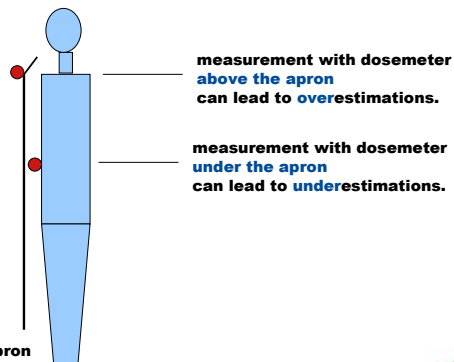 measurement with dosemeter
above the apron
can lead to overestimations.
measurement with dosemeter
under the apron
can lead to underestimations.
pron